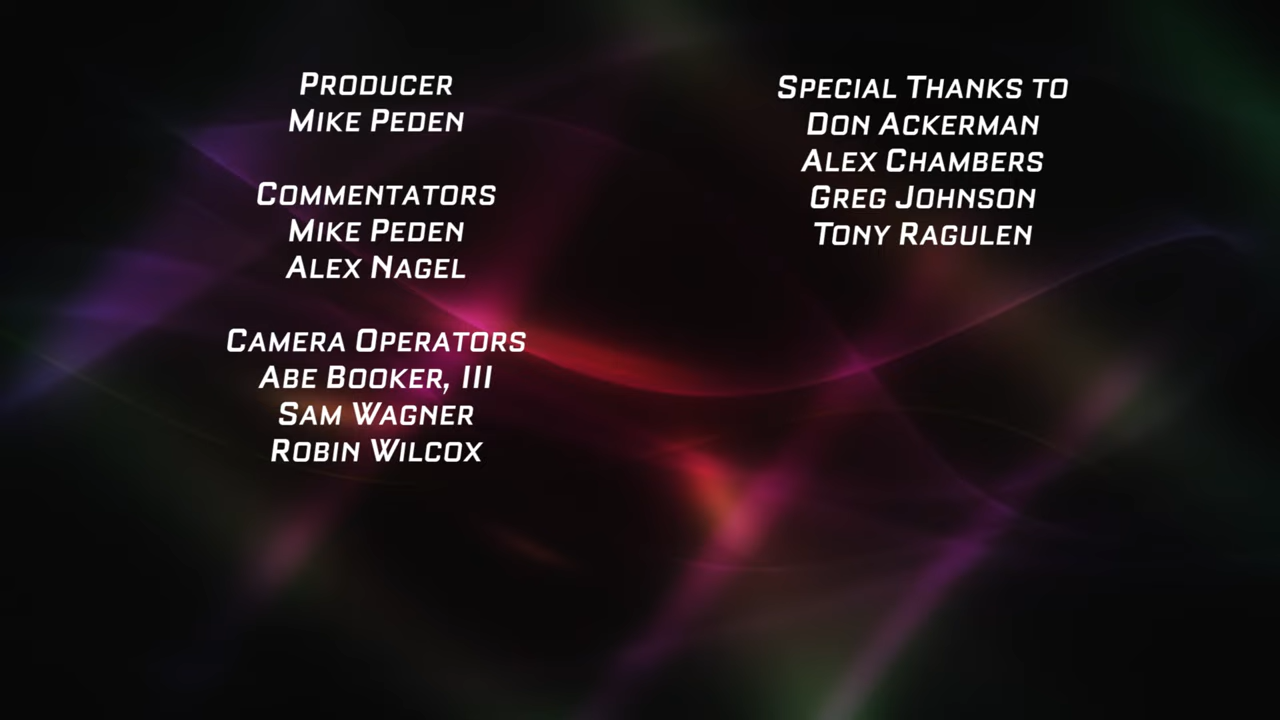 Producer
Mike Peden
Commentators
Mike Peden
Alex Nagel
Camera Operators
Abe Booker, III
Sam Wagner
Robin Wilcox
Special Thanks to
Don Ackerman
Alex Chambers
Greg Johnson
Tony Ragulen